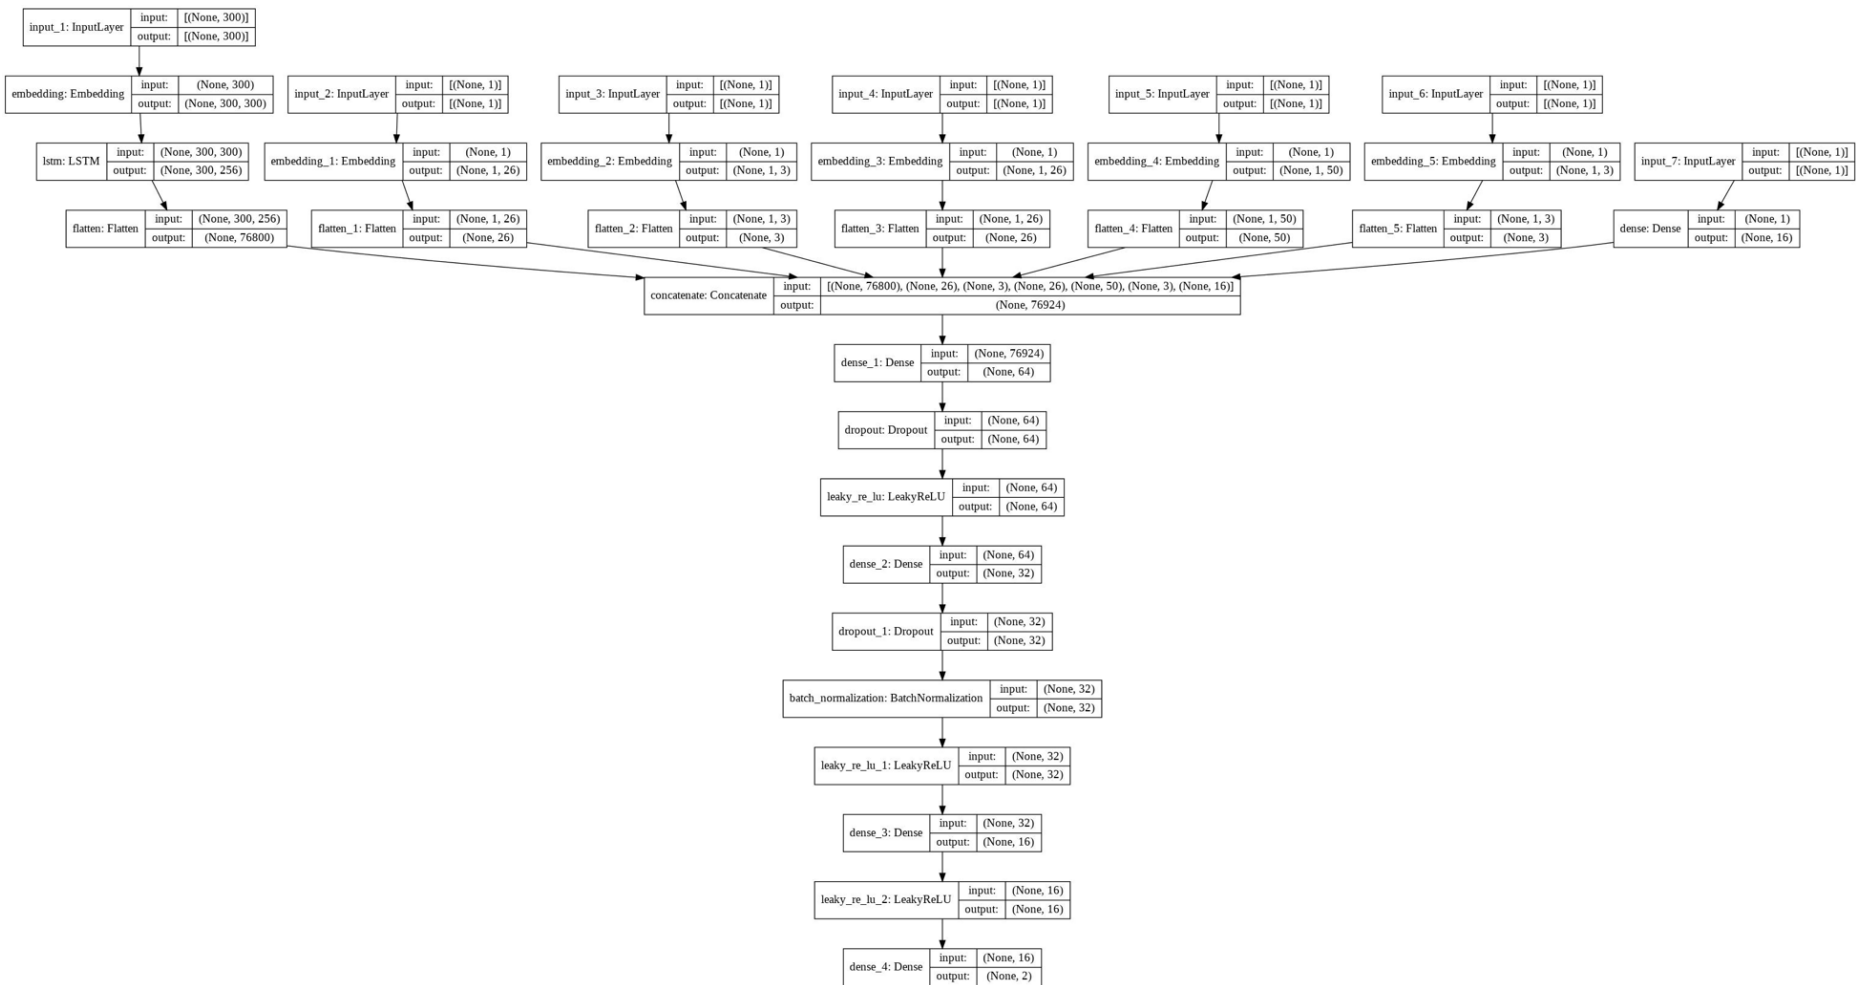 input_1: InputLayer input: [(None, 300)]
output: [(None, 300)]
embedding: Embedding input: (None, 300)
output: (None, 300, 300)
input_2: InputLayer input: [(None, 1)]
output: [(None, 1)]
input_3: InputLayer input: [(None, 1)]
output: [(None, 1)]
input_4: InputLayer input: [(None, 1)]
output: [(None, 1)]
input_5: InputLayer input: [(None, 1)]
output: [(None, 1)]
input_6: InputLayer input: [(None, 1)]
output: [(None, 1)]
lstm: LSTM input: (None, 300, 300)
output: (None, 300, 256)
embedding_1: Embedding input: (None, 1)
output: (None, 1, 26)
embedding_2: Embedding input: (None, 1)
output: (None, 1, 3)
embedding_3: Embedding input: (None, 1)
output: (None, 1, 26)
embedding_4: Embedding input: (None, 1)
output: (None, 1, 50)
embedding_5: Embedding input: (None, 1)
output: (None, 1, 3)
input_7: InputLayer input: [(None, 1)]
output: [(None, 1)]
flatten: Flatten input: (None, 300, 256)
output: (None, 76800)
flatten_1: Flatten input: (None, 1, 26)
output: (None, 26)
flatten_2: Flatten input: (None, 1, 3)
output: (None, 3)
flatten_3: Flatten input: (None, 1, 26)
output: (None, 26)
flatten_4: Flatten input: (None, 1, 50)
output: (None, 50)
flatten_5: Flatten input: (None, 1, 3)
output: (None, 3)
dense: Dense input: (None, 1)
output: (None, 16)
concatenate: Concatenate input: [(None, 76800), (None, 26), (None, 3), (None, 26), (None, 50), (None, 3), (None, 16)]
output: (None, 76924)
dense_1: Dense input: (None, 76924)
output: (None, 64)
dropout: Dropout input: (None, 64)
output: (None, 64)
leaky_re_lu: LeakyReLU input: (None, 64)
output: (None, 64)
dense_2: Dense input: (None, 64)
output: (None, 32)
dropout_1: Dropout input: (None, 32)
output: (None, 32)
batch_normalization: BatchNormalization input: (None, 32)
output: (None, 32)
leaky_re_lu_1: LeakyReLU input: (None, 32)
output: (None, 32)
dense_3: Dense input: (None, 32)
output: (None, 16)
leaky_re_lu_2: LeakyReLU input: (None, 16)
output: (None, 16)
dense_4: Dense input: (None, 16)
output: (None, 2)